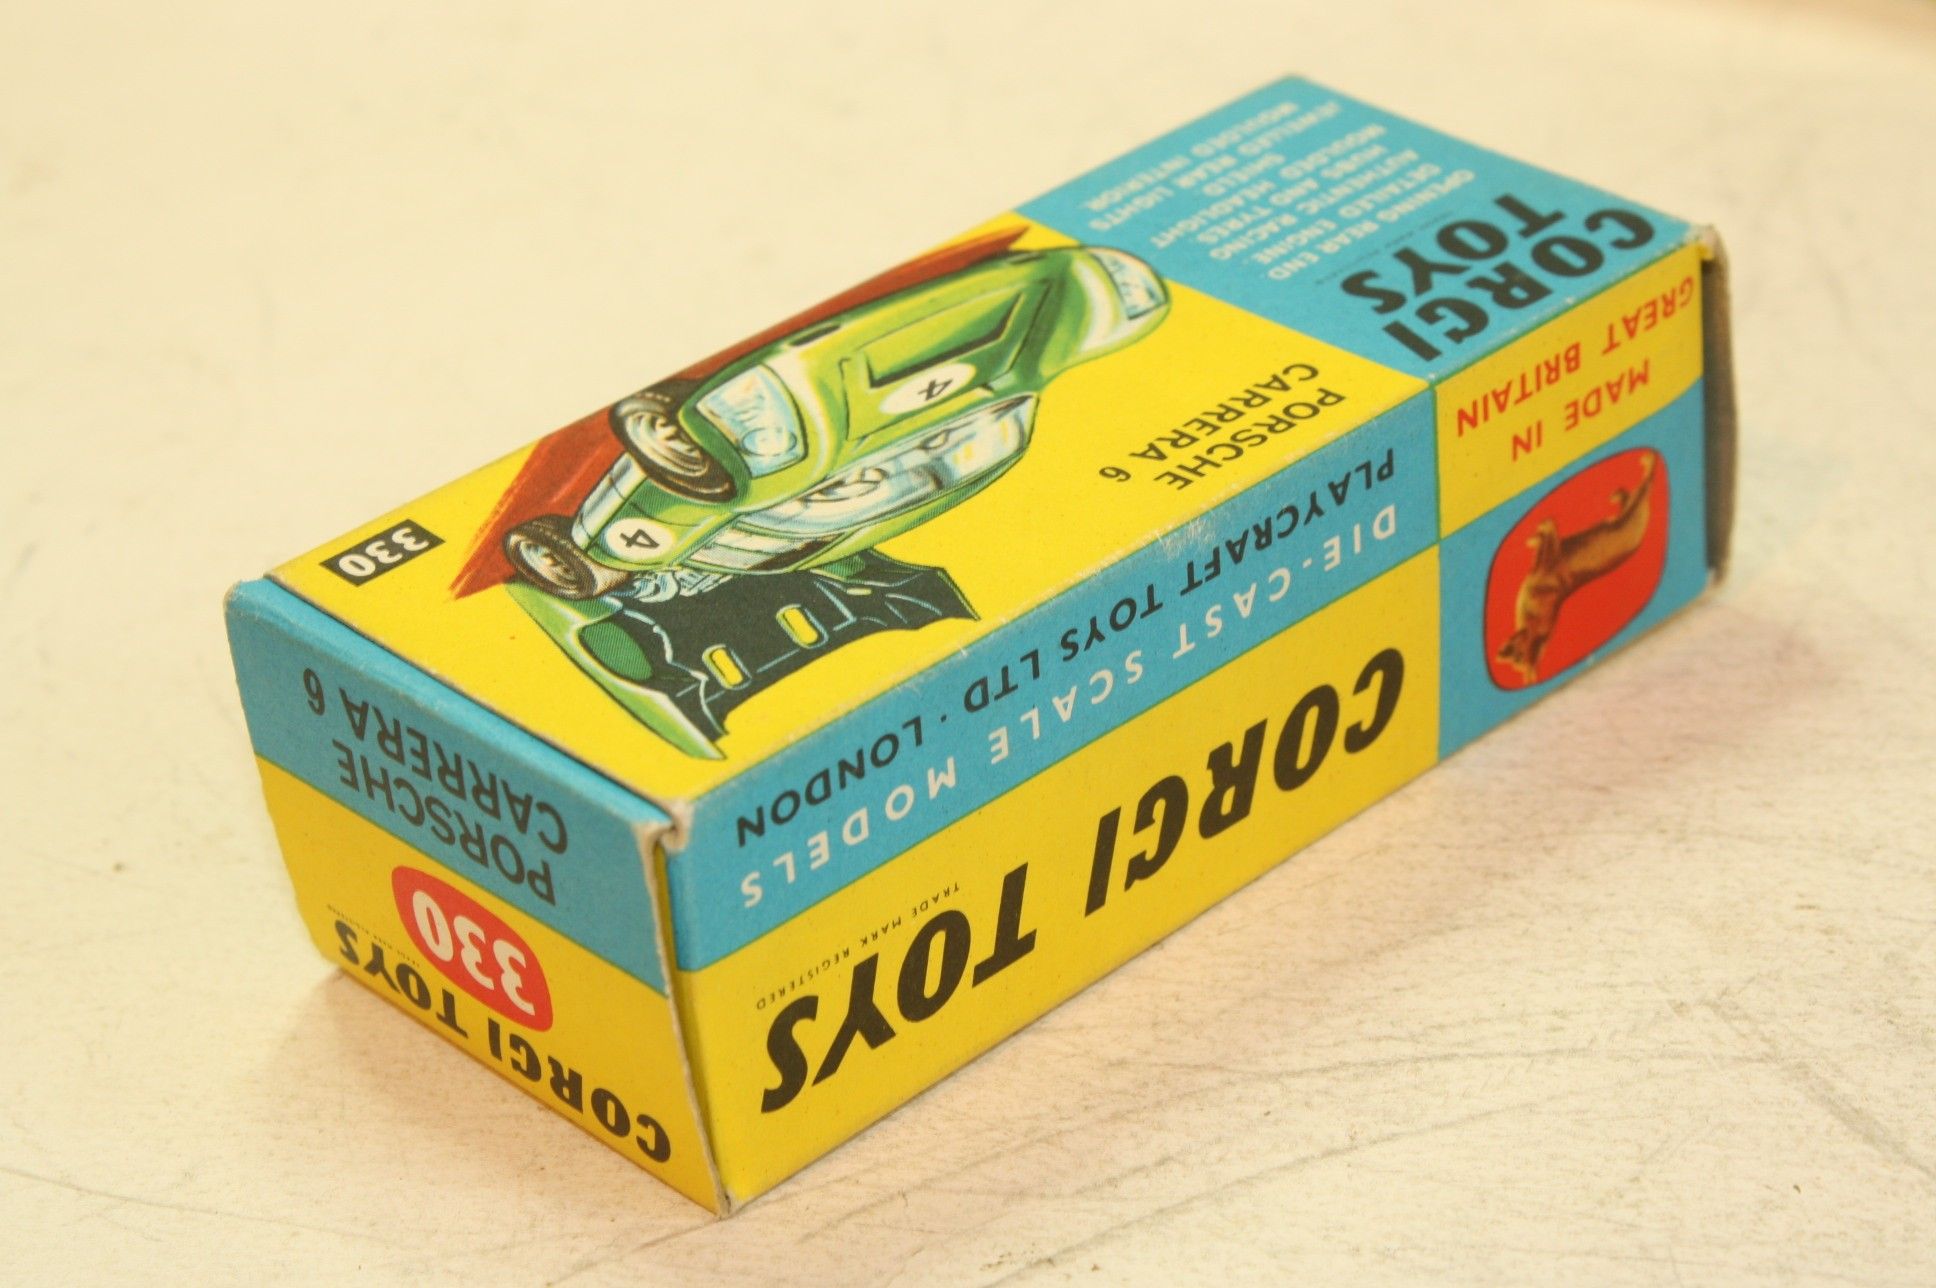 CORGI
TOYS
OPENING REAR END
DETAILED ENGINE.
AUTHENTIC RACING
HUBS AND TYRES
MOULDED HEADLIGHT
SHIELD
JEWELLED REAR LIGHTS
MOULDED INTERIOR.
PORSCHE
CARRERA 6
4
4
330
MADE IN
GREAT BRITAIN
PLAYCRAFT TOYS LTD · LONDON
DIE-CAST SCALE MODELS
CORGI TOYS
TRADE MARK REGISTERED
PORSCHE
CARRERA 6
330
CORGI TOYS